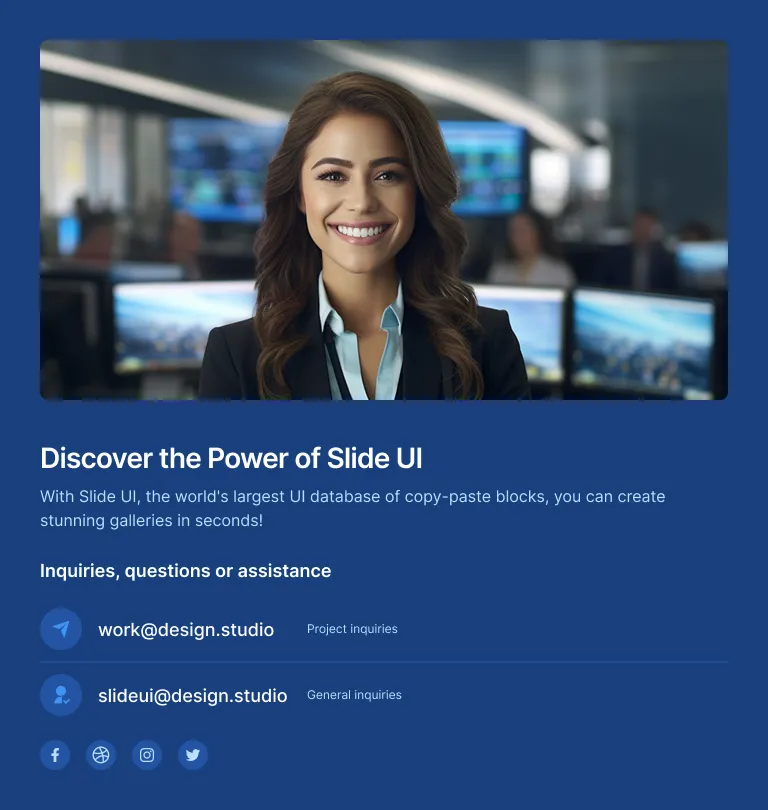 Discover the Power of Slide UI
With Slide UI, the world's largest UI database of copy-paste blocks, you can create
stunning galleries in seconds!
Inquiries, questions or assistance
work@design.studio Project inquiries
slideui@design.studio General inquiries